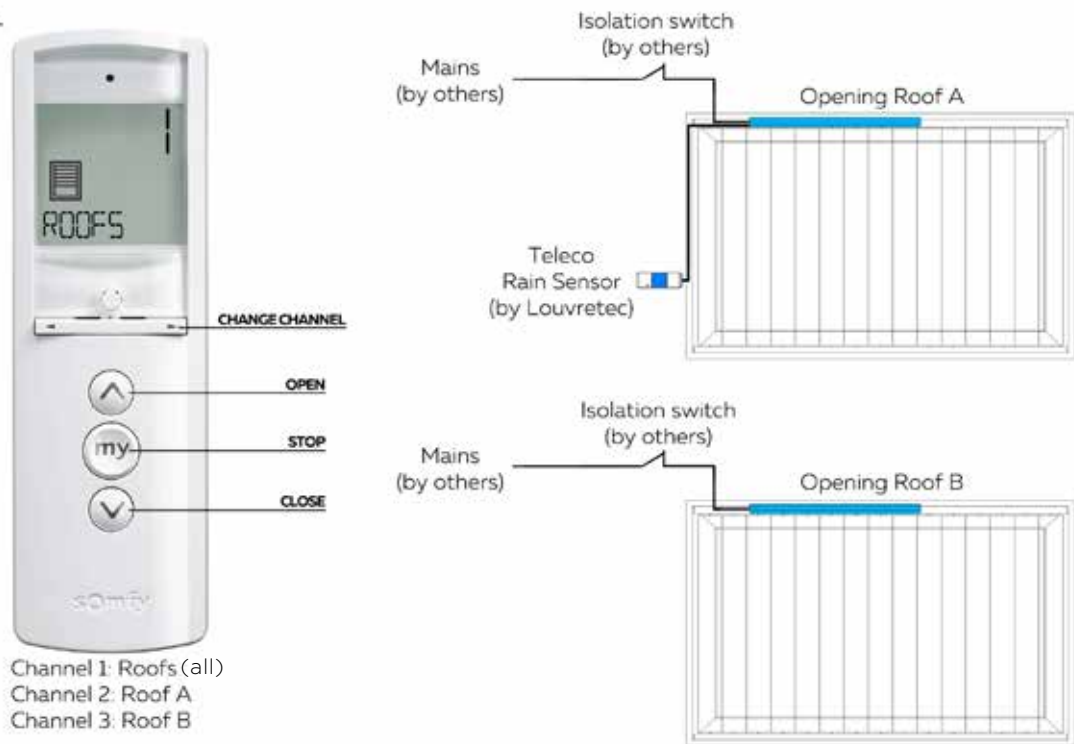 1
ROOFS
CHANGE CHANNEL
OPEN
my
STOP
CLOSE
somfy
Channel 1: Roofs (all)
Channel 2: Roof A
Channel 3: Roof B
Isolation switch
(by others)
Mains
(by others)
Opening Roof A
Teleco
Rain Sensor
(by Louvretec)
Isolation switch
(by others)
Mains
(by others)
Opening Roof B